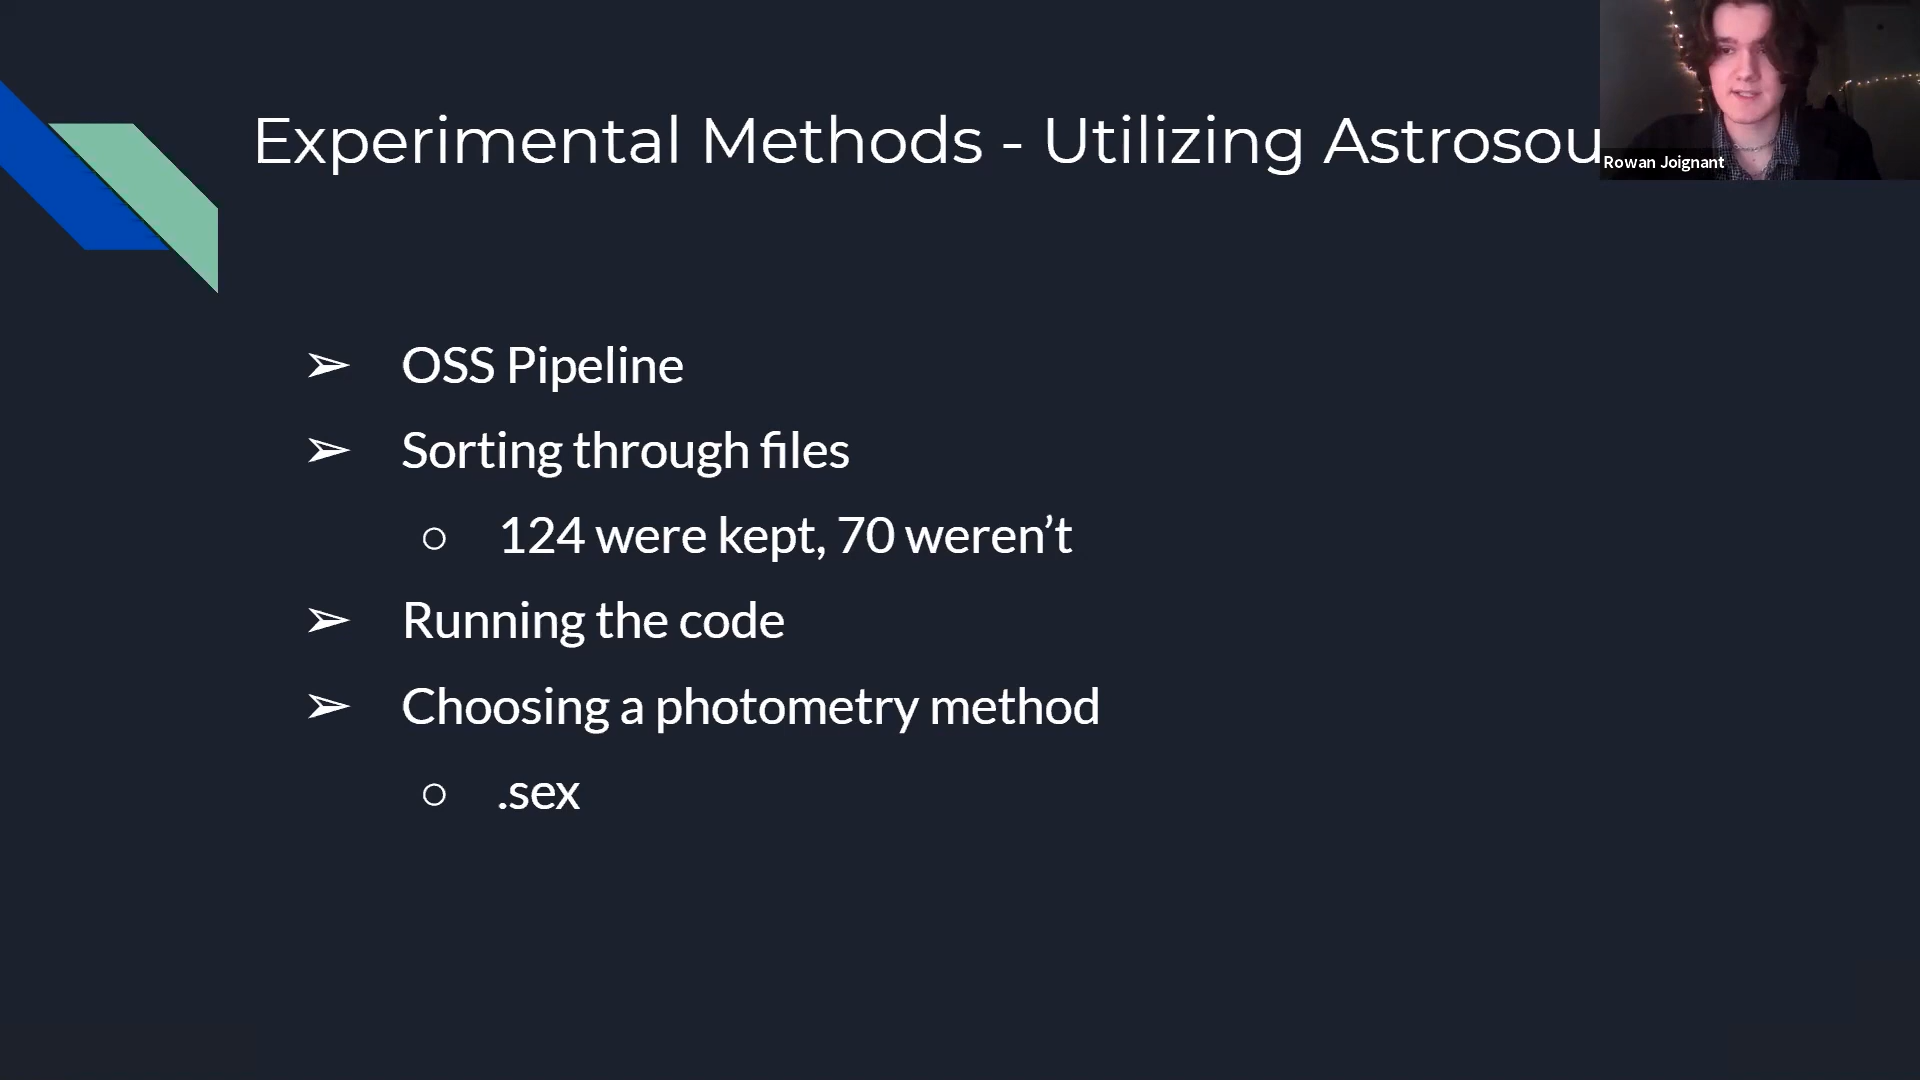 Experimental Methods - Utilizing Astrosou
Rowan Joignant
➢ OSS Pipeline
➢ Sorting through files
○ 124 were kept, 70 weren’t
➢ Running the code
➢ Choosing a photometry method
○ .sex